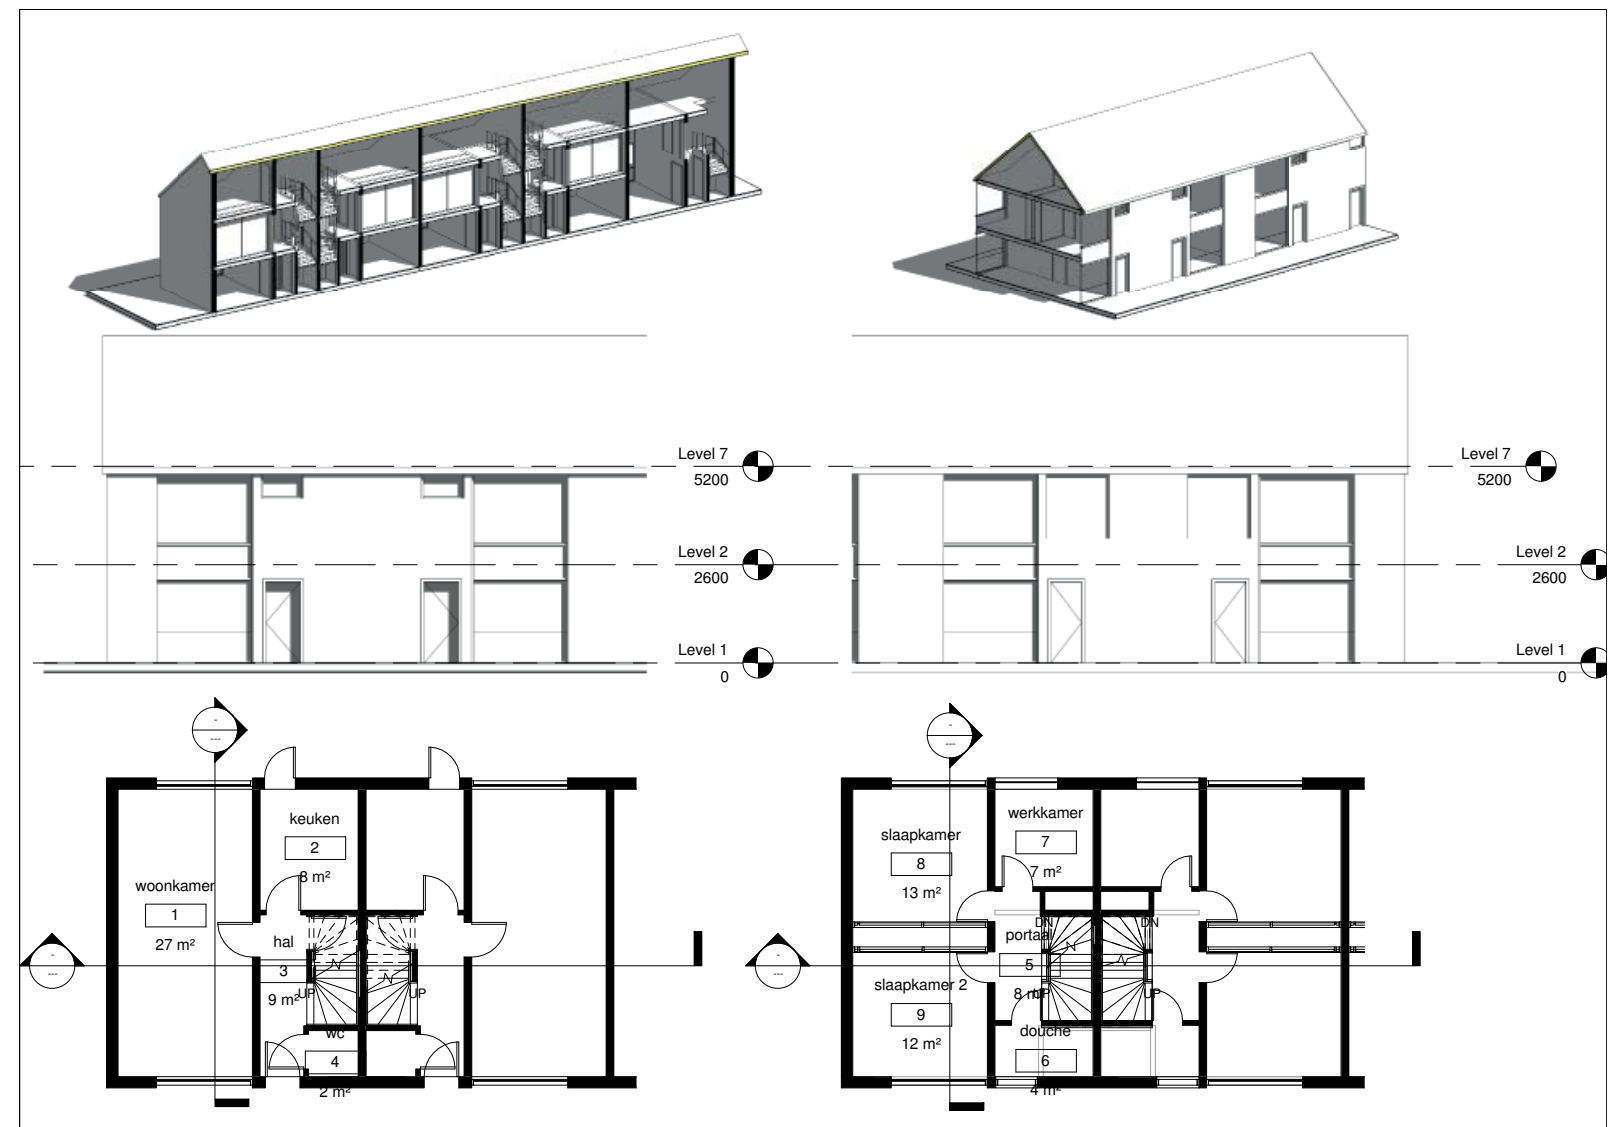 Level 7
5200
Level 7
5200
Level 2
2600
Level 2
2600
Level 1
0
Level 1
0
-
---
-
---
keuken
2
8 m²
woonkamer
1
27 m²
hal
3
9 m²
UP
UP
wc
4
2 m²
-
---
werkkamer
7
7 m²
slaapkamer
8
13 m²
DN
DN
portaal
5
8 m²
UP
UP
slaapkamer 2
9
12 m²
douche
6
4 m²
-
---